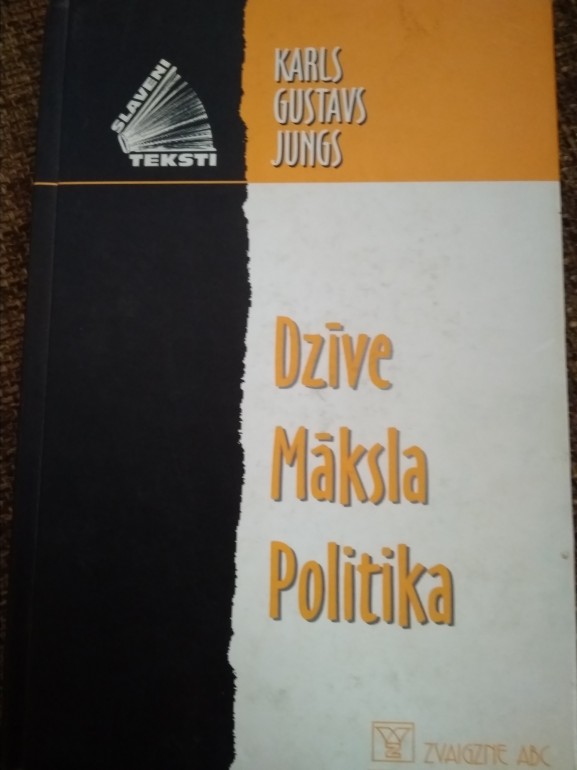 SLAVENI
TEKSTI
KARLS
GUSTAVS
JUNGS
Dzīve
Māksla
Politika
ZVAIGZNE ABC